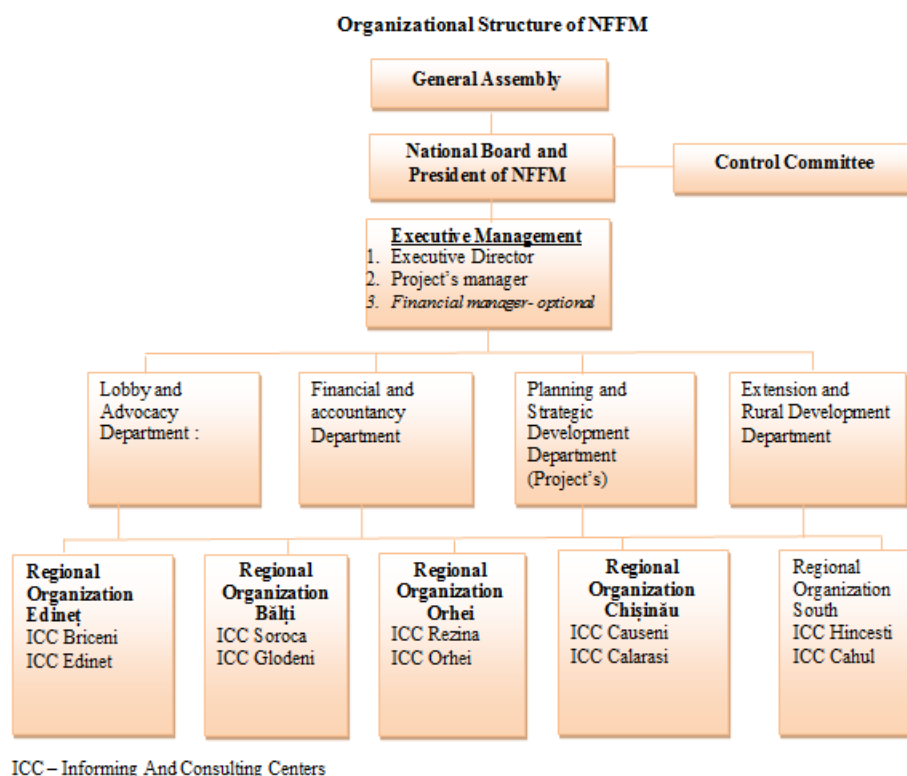 Organizational Structure of NFFM
General Assembly
National Board and
President of NFFM
Control Committee
Executive Management
1. Executive Director
2. Project’s manager
3. Financial manager- optional
Lobby and
Advocacy
Department :
Financial and
accountancy
Department
Planning and
Strategic
Development
Department
(Project’s)
Extension and
Rural Development
Department
Regional
Organization
Edineț
ICC Briceni
ICC Edinet
Regional
Organization
Bălți
ICC Soroca
ICC Glodeni
Regional
Organization
Orhei
ICC Rezina
ICC Orhei
Regional
Organization
Chișinău
ICC Causeni
ICC Calarasi
Regional
Organization
South
ICC Hincesti
ICC Cahul
ICC – Informing And Consulting Centers